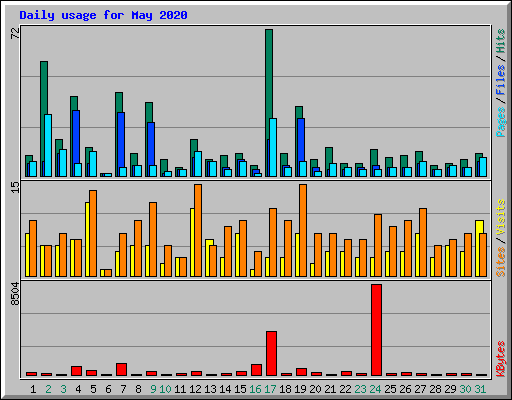 Daily usage for May 2020
72
Pages / Files / Hits
15
Sites / Visits
8504
KBytes
1 2 3 4 5 6 7 8 9 10 11 12 13 14 15 16 17 18 19 20 21 22 23 24 25 26 27 28 29 30 31